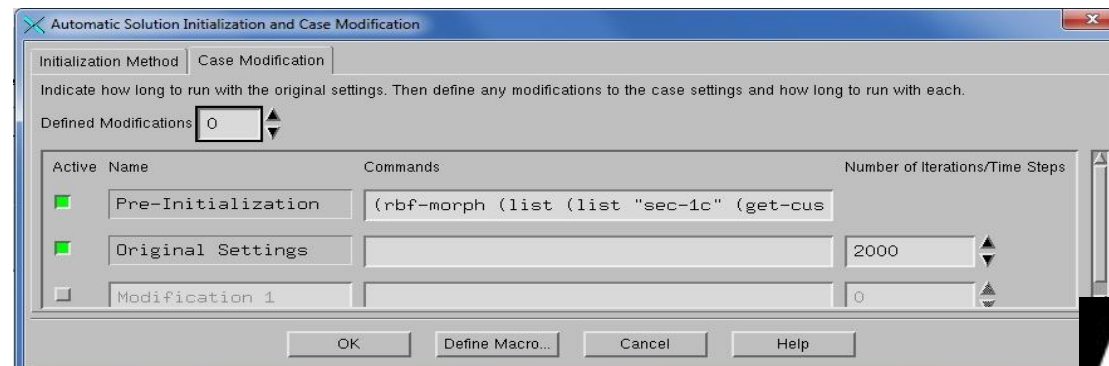 Automatic Solution Initialization and Case Modification
Initialization Method Case Modification
Indicate how long to run with the original settings. Then define any modifications to the case settings and how long to run with each.
Defined Modifications 0
Active Name Commands Number of Iterations/Time Steps
Pre-Initialization (rbf-morph (list (list "sec-1c" (get-cus
Original Settings 2000
Modification 1 0
OK Define Macro... Cancel Help